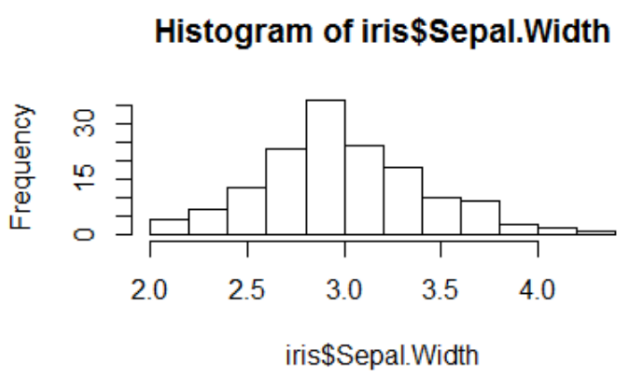 Histogram of iris$Sepal.Width
Frequency
30
15
0
2.0 2.5 3.0 3.5 4.0
iris$Sepal.Width